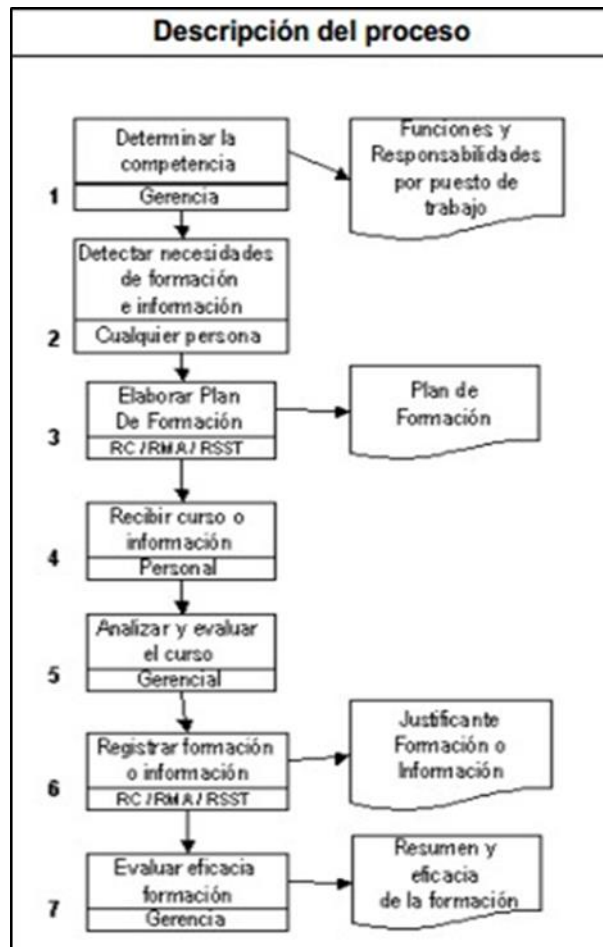 Descripción del proceso
Determinar la
competencia
1
Gerencia
Funciones y
Responsabilidades
por puesto de
trabajo
Detectar necesidades
de formación
e información
2
Cualquier persona
Elaborar Plan
De Formación
3
RC / RMA / RSST
Plan de
Formación
Recibir curso o
información
4
Personal
Analizar y evaluar
el curso
5
Gerencial
Registrar formación
o información
6
RC / RMA / RSST
Justificante
Formación o
Información
Evaluar eficacia
formación
7
Gerencia
Resumen y
eficacia
de la formación